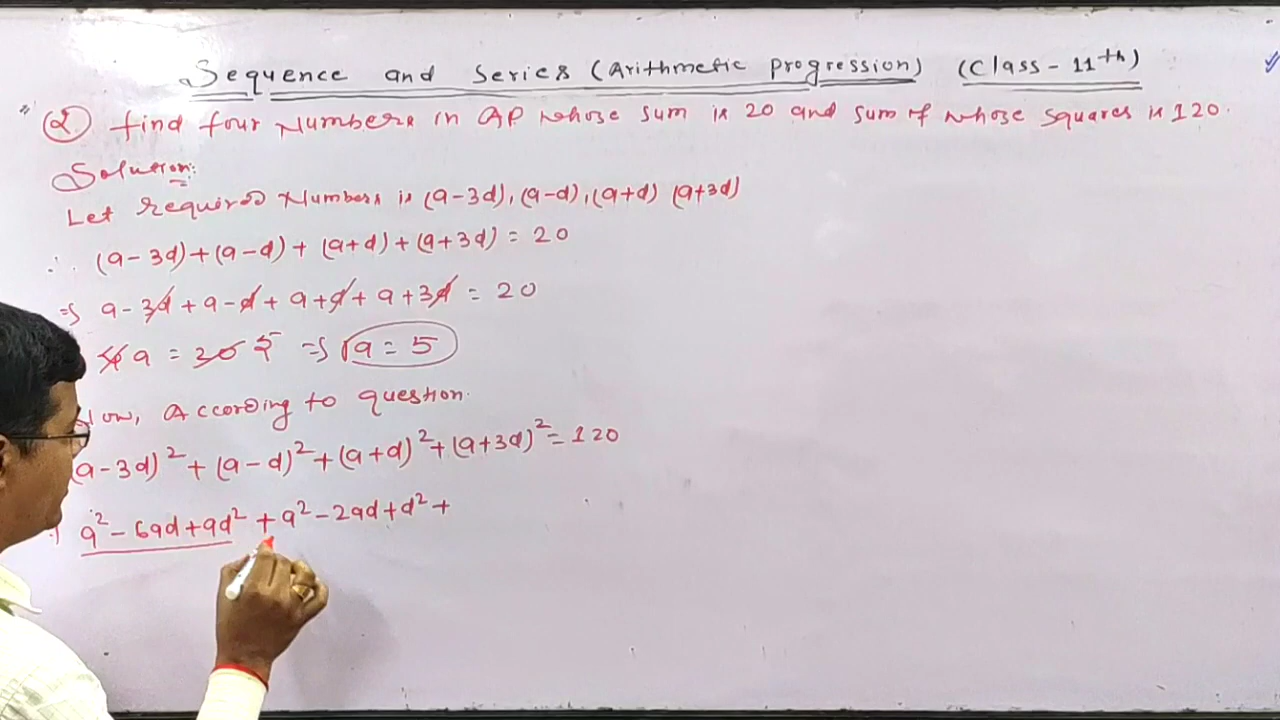 Sequence and Series (Arithmetic progression) (Class - 11th)
Q. find four Numbers in AP whose sum is 20 and sum of whose squares is 120.
Solution:
Let required Numbers is (a-3d), (a-d), (a+d) (a+3d)
∴ (a-3d)+(a-d)+(a+d)+(a+3d) = 20
⇒ a-3d+a-d+a+d+a+3d = 20
4a = 20 5 ⇒ a = 5
Now, According to question.
(a-3d)²+(a-d)²+(a+d)²+(a+3d)² = 120
a²-6ad+9d²+a²-2ad+d²+